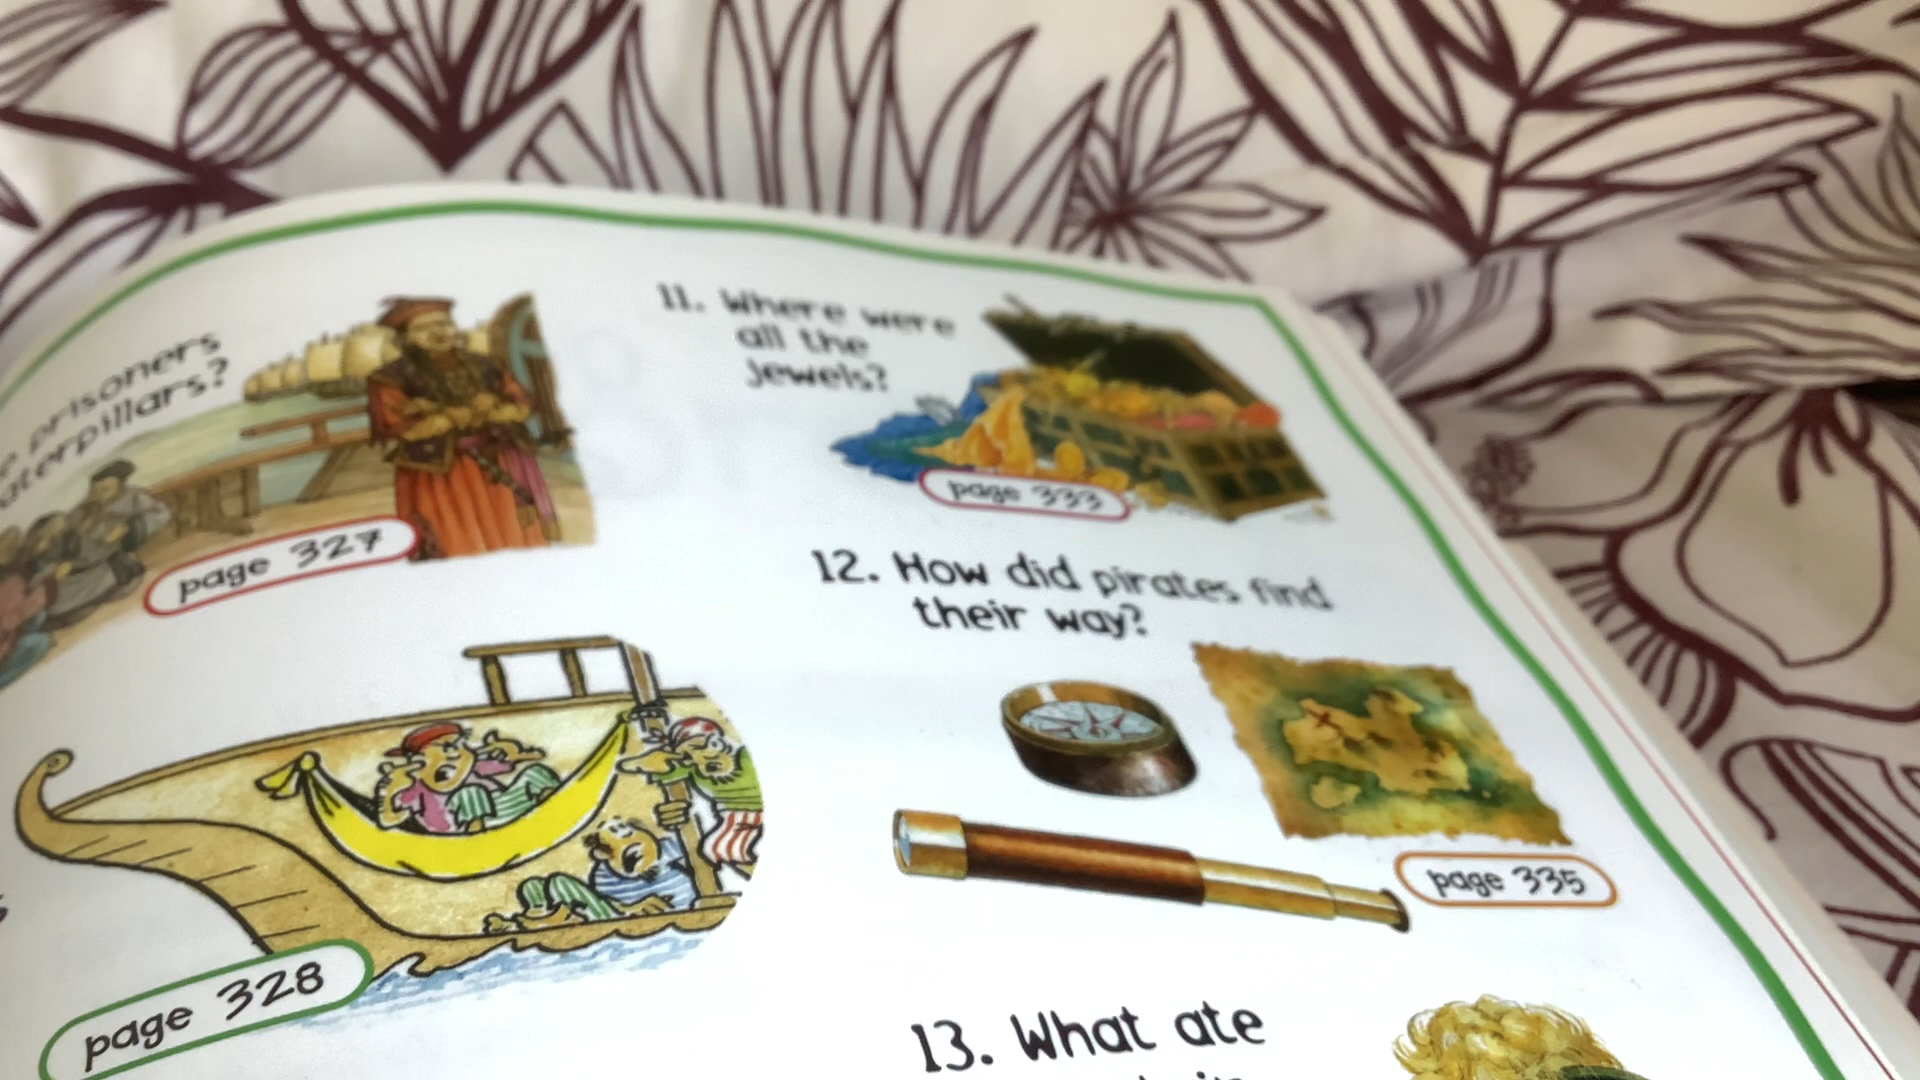 prisoners
aterpillars?
page 327
page 328
11. Where were
all the
jewels?
page 333
12. How did pirates find
their way?
page 335
13. What ate